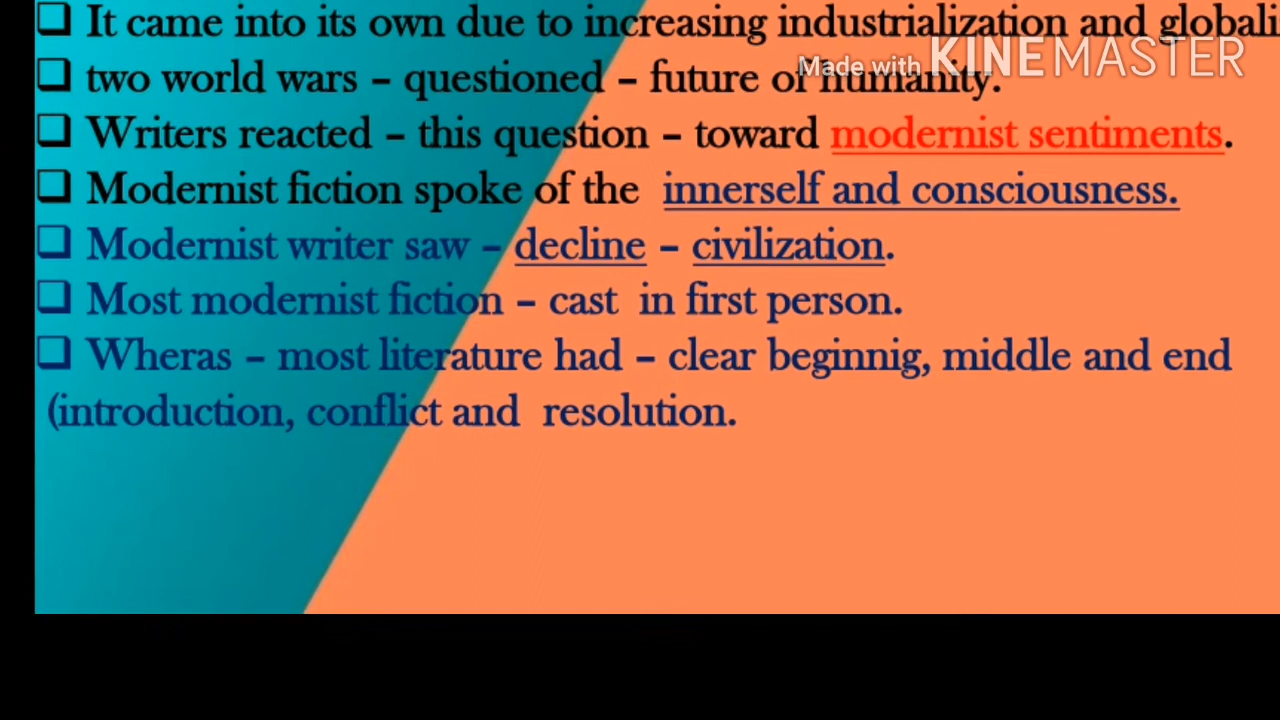 ❑ It came into its own due to increasing industrialization and globali
Made with KINEMASTER
❑ two world wars – questioned – future of humanity.
❑ Writers reacted – this question – toward modernist sentiments.
❑ Modernist fiction spoke of the innerself and consciousness.
❑ Modernist writer saw – decline – civilization.
❑ Most modernist fiction – cast in first person.
❑ Wheras – most literature had – clear beginnig, middle and end
(introduction, conflict and resolution.